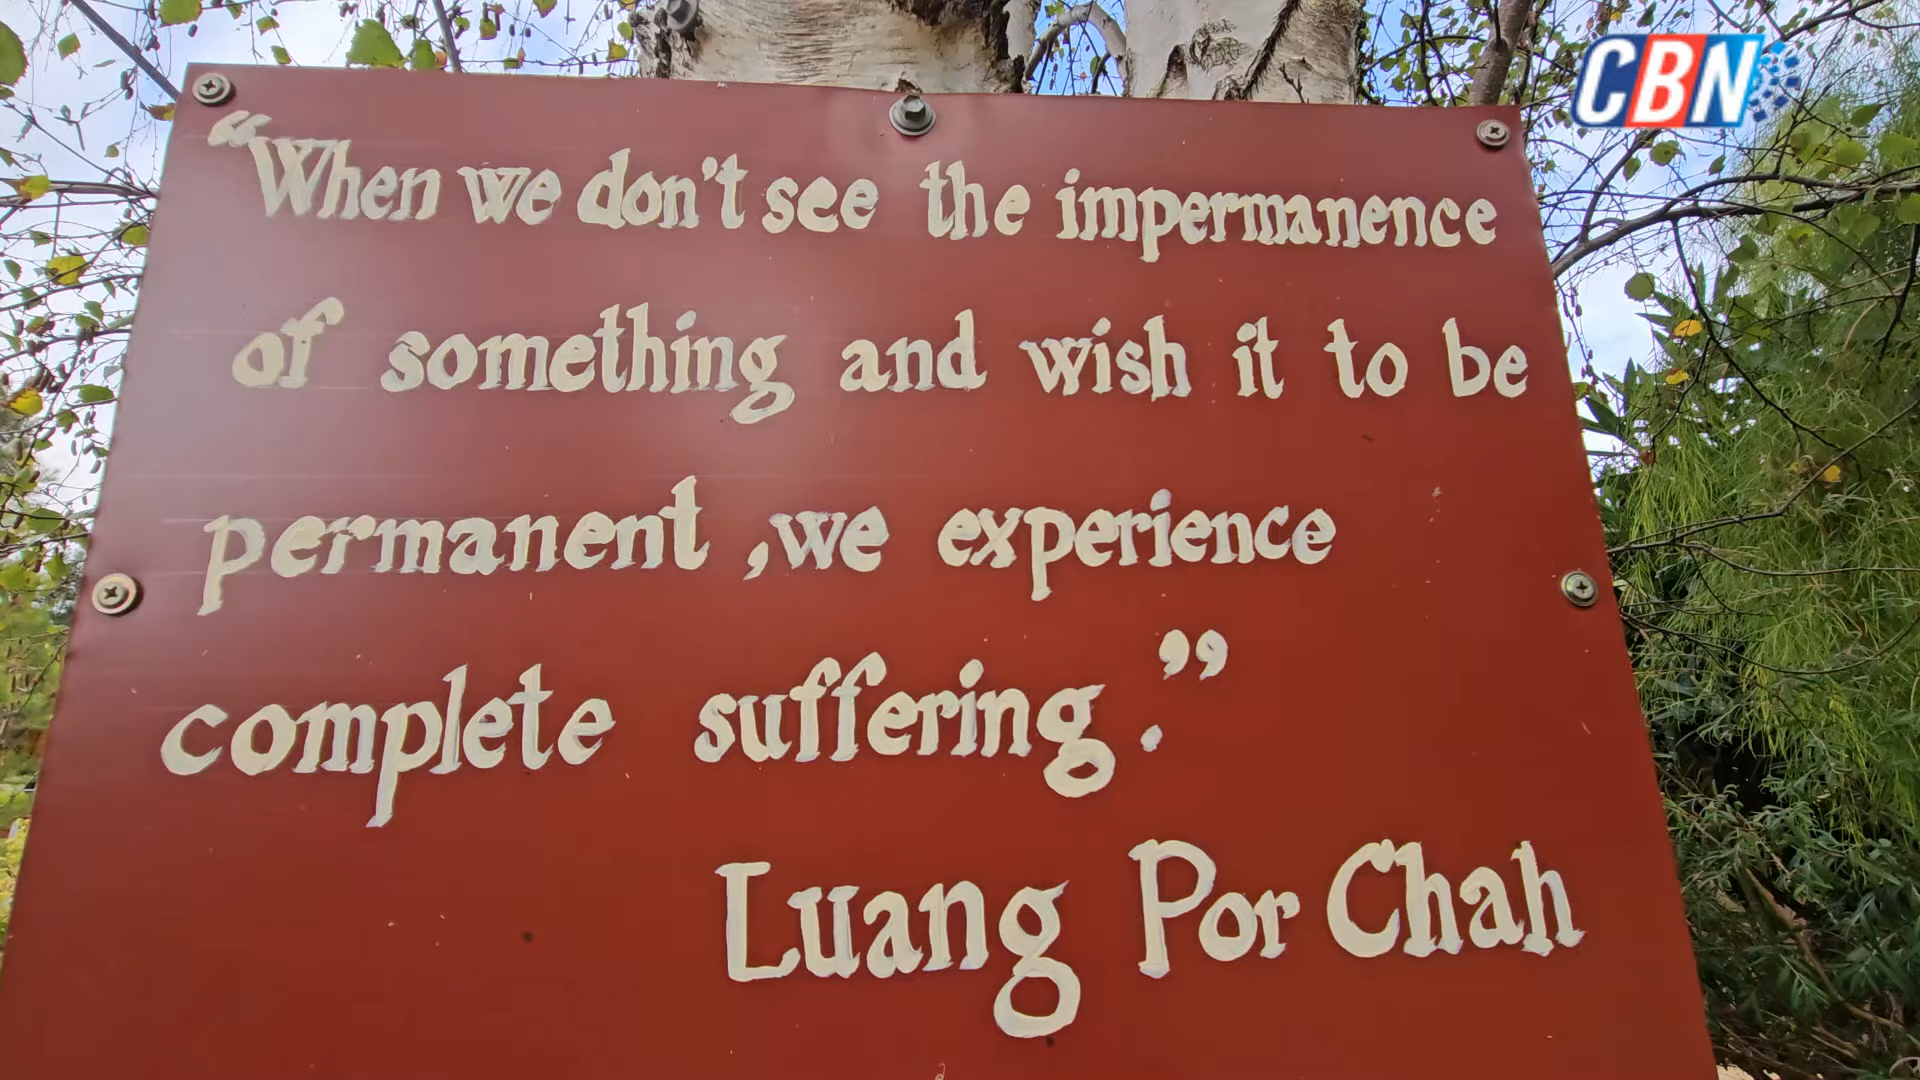 CBN
“When we don't see the impermanence
of something and wish it to be
permanent ,we experience
complete suffering.”
Luang Por Chah